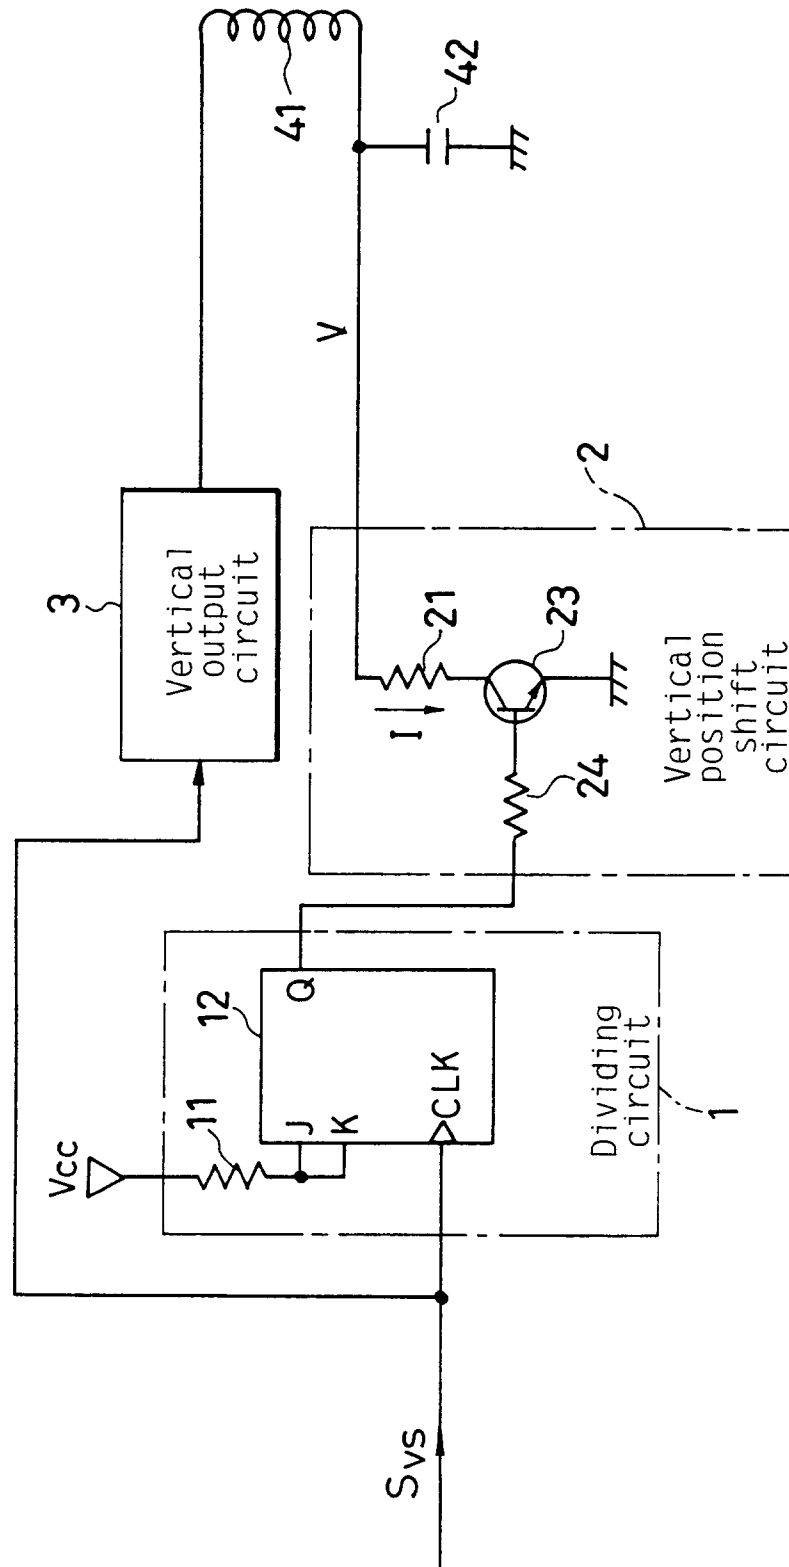 3
Vertical
output
circuit
41
42
V
2
21
I
23
24
Vertical
position
shift
circuit
Vcc
11
12
J
K
Q
CLK
Dividing
circuit
1
SVS